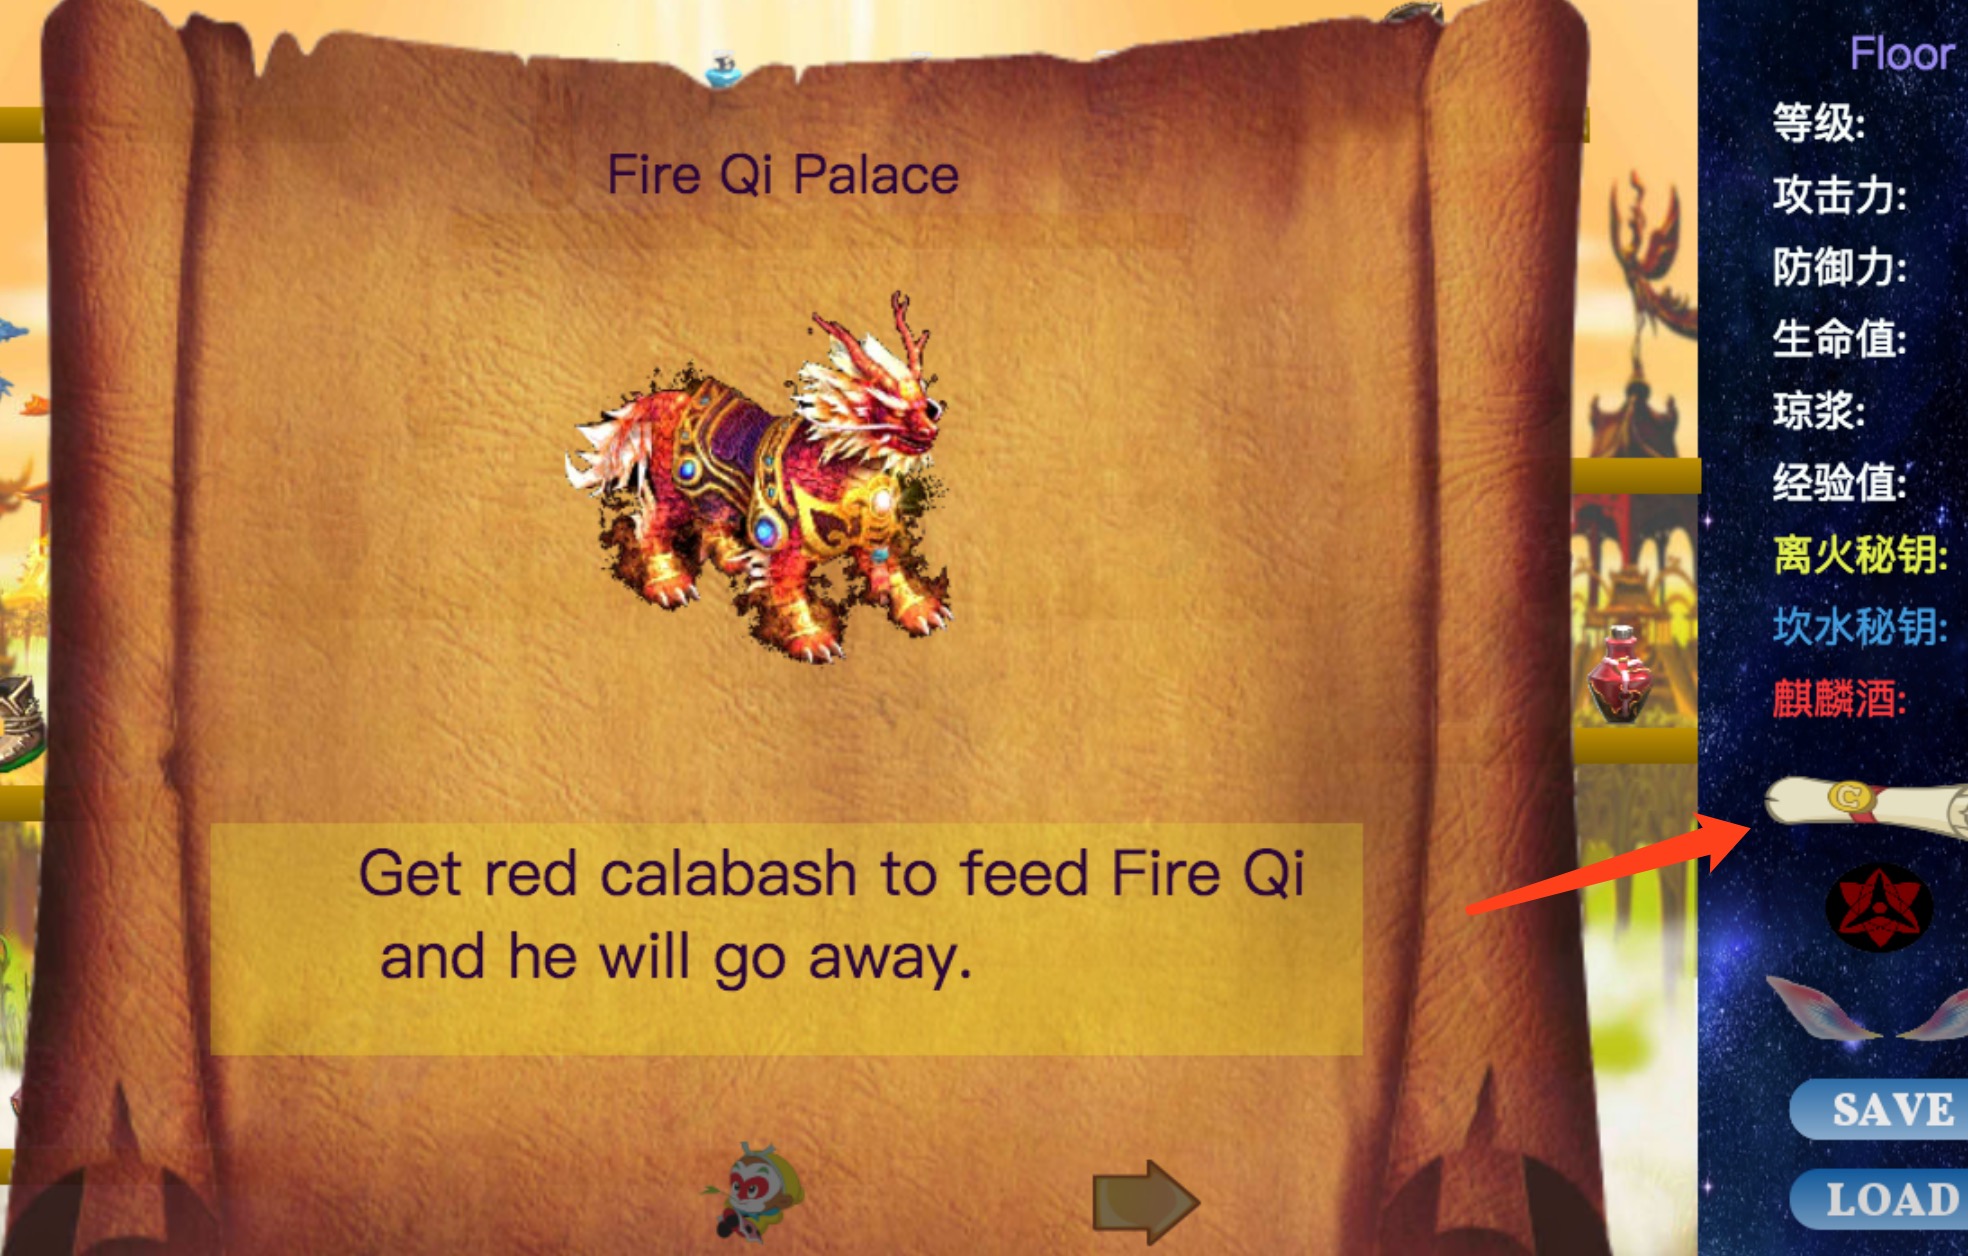 Fire Qi Palace
Get red calabash to feed Fire Qi
and he will go away.
Floor
等级:
攻击力:
防御力:
生命值:
琼浆:
经验值:
离火秘钥:
坎水秘钥:
麒麟酒:
C
SAVE
LOAD